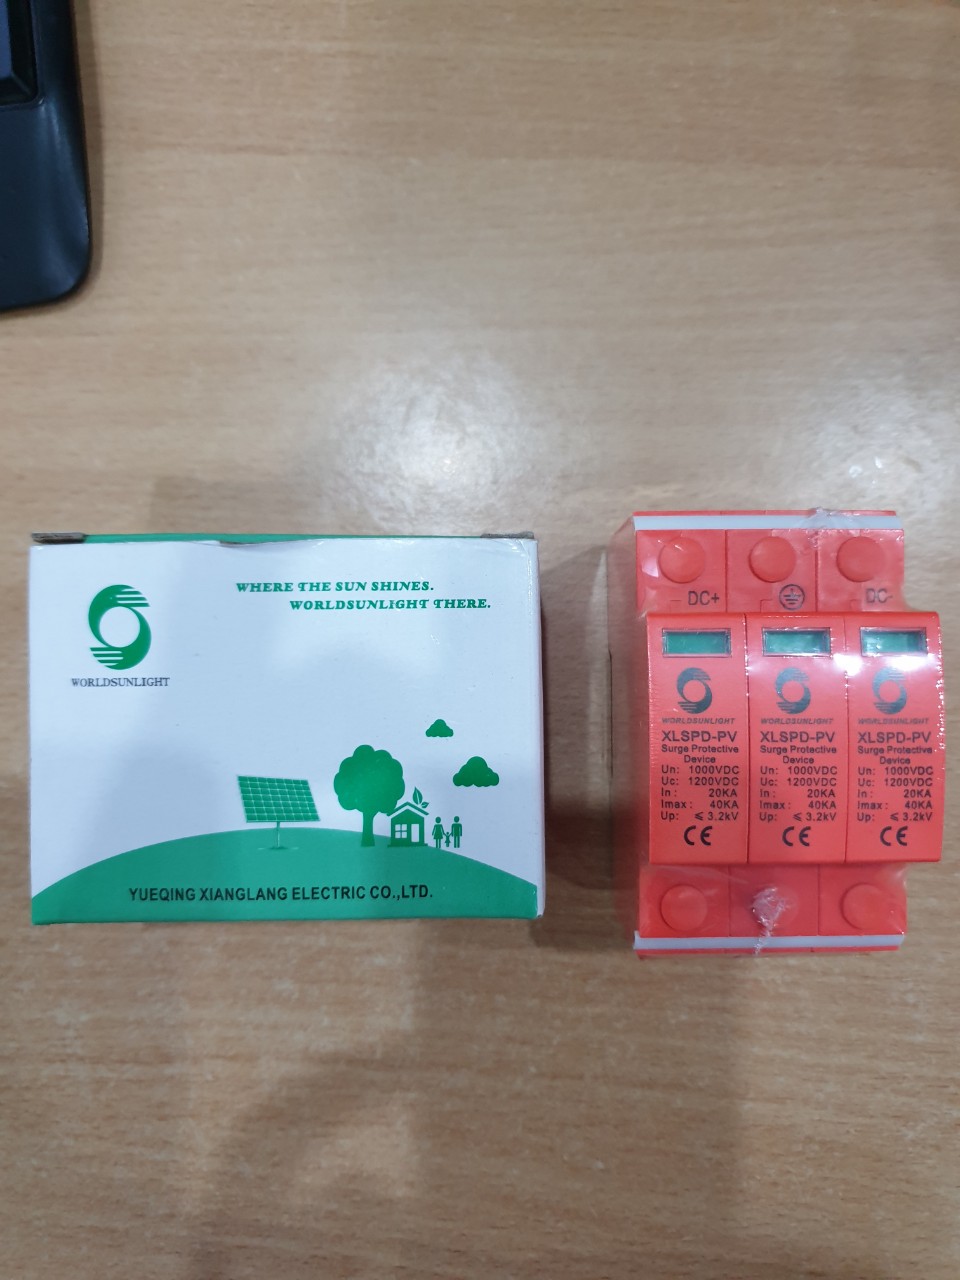 WHERE THE SUN SHINES.
WORLDSUNLIGHT THERE.
WORLDSUNLIGHT
YUEQING XIANGLANG ELECTRIC CO.,LTD.
DC+
DC-
WORLDSUNLIGHT
XLSPD-PV
Surge Protective
Device
Un: 1000VDC
Uc: 1200VDC
In: 20KA
Imax: 40KA
Up: ≤3.2kV
CE
WORLDSUNLIGHT
XLSPD-PV
Surge Protective
Device
Un: 1000VDC
Uc: 1200VDC
In: 20KA
Imax: 40KA
Up: ≤3.2kV
CE
WORLDSUNLIGHT
XLSPD-PV
Surge Protective
Device
Un: 1000VDC
Uc: 1200VDC
In: 20KA
Imax: 40KA
Up: ≤3.2kV
CE